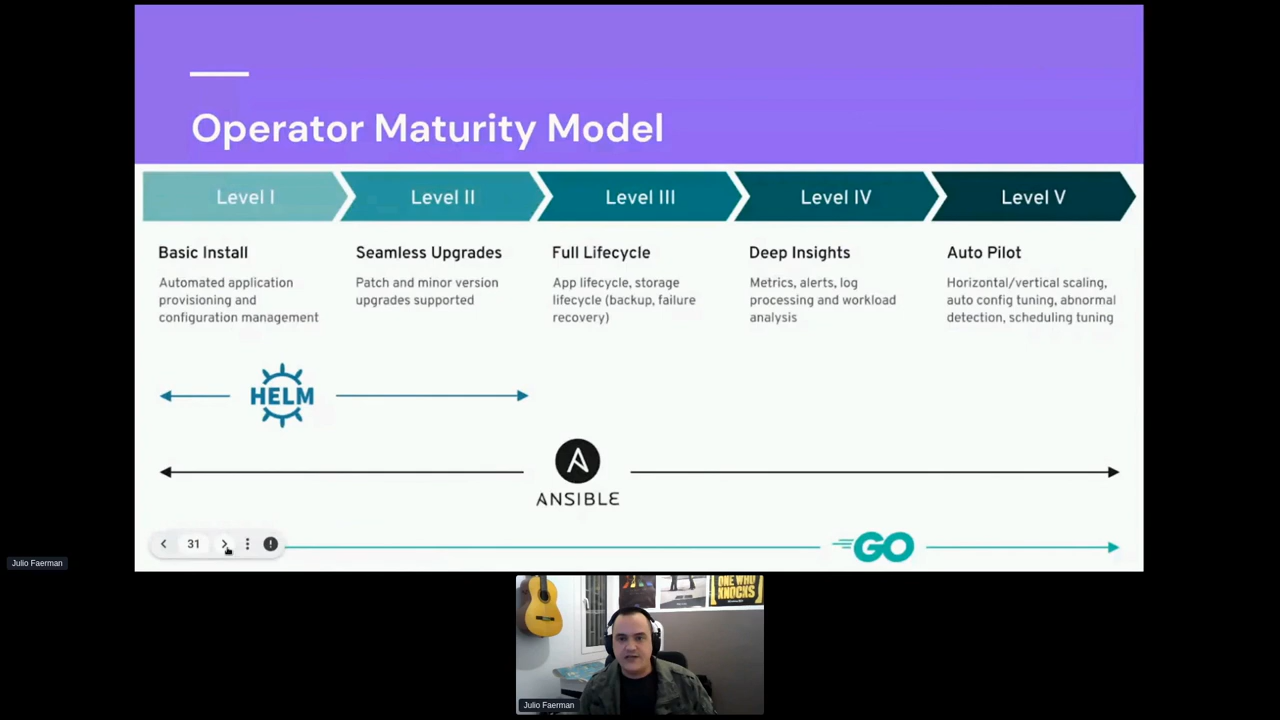 Operator Maturity Model
Level I
Level II
Level III
Level IV
Level V
Basic Install
Automated application
provisioning and
configuration management
Seamless Upgrades
Patch and minor version
upgrades supported
Full Lifecycle
App lifecycle, storage
lifecycle (backup, failure
recovery)
Deep Insights
Metrics, alerts, log
processing and workload
analysis
Auto Pilot
Horizontal/vertical scaling,
auto config tuning, abnormal
detection, scheduling tuning
HELM
ANSIBLE
31
GO
Julio Faerman
ONE WHO
KNOCKS
Julio Faerman